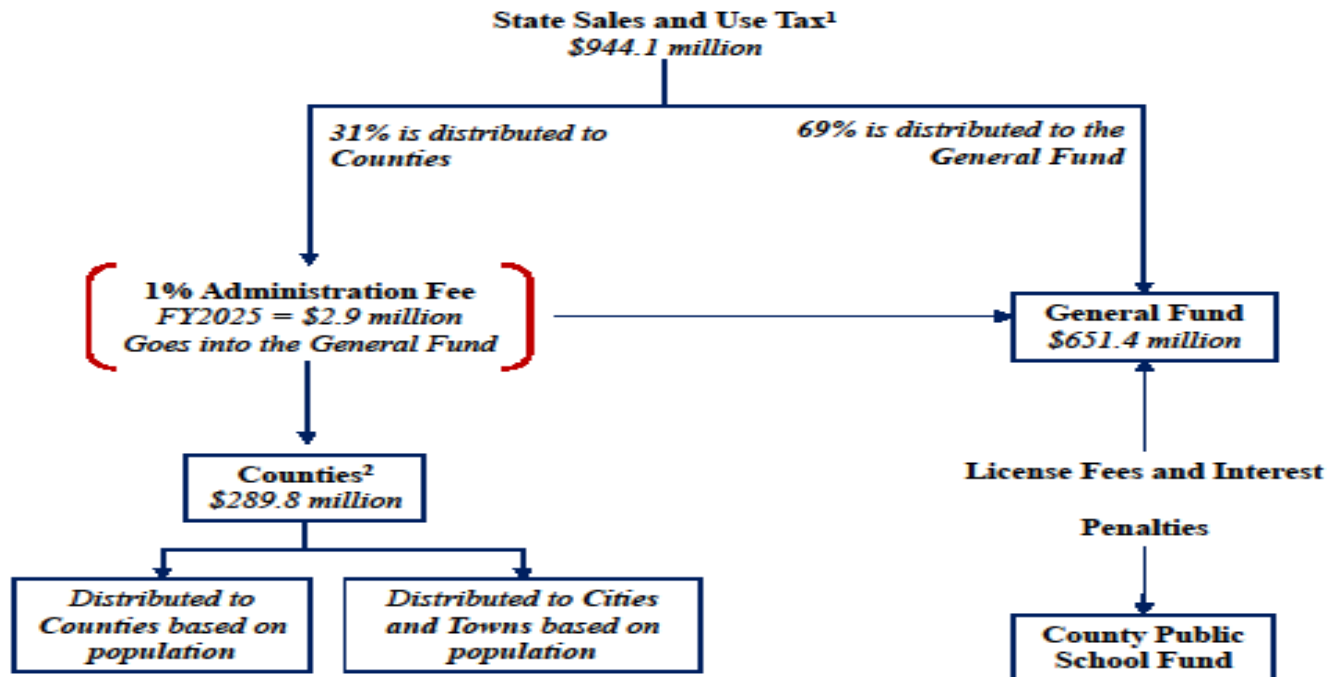 State Sales and Use Tax¹
$944.1 million
31% is distributed to
Counties
69% is distributed to the
General Fund
1% Administration Fee
FY2025 = $2.9 million
Goes into the General Fund
General Fund
$651.4 million
Counties²
$289.8 million
License Fees and Interest
Penalties
Distributed to
Counties based on
population
Distributed to Cities
and Towns based on
population
County Public
School Fund